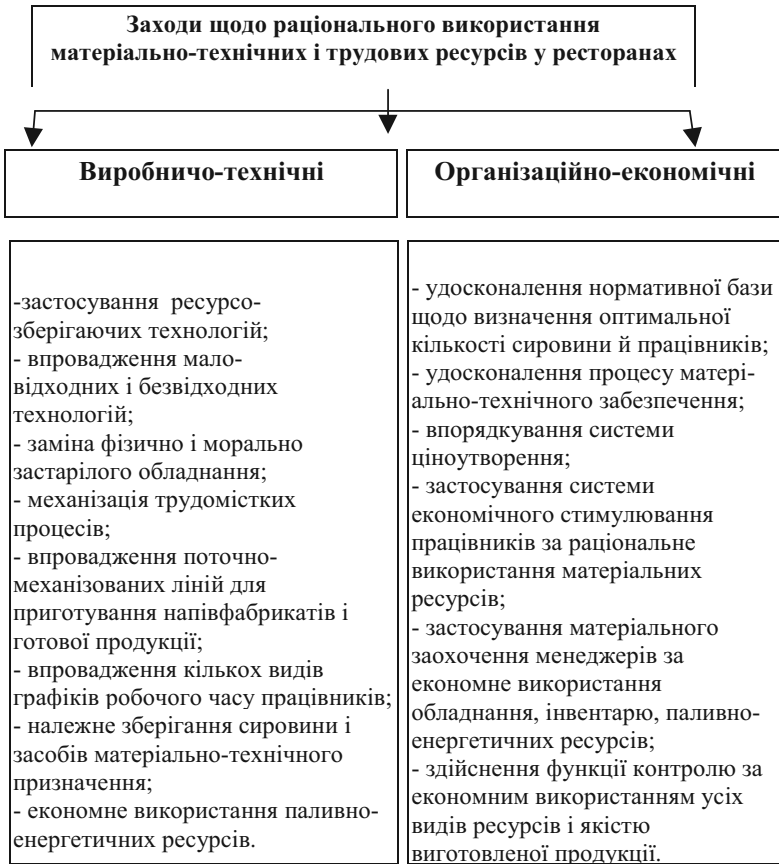 Заходи щодо раціонального використання
матеріально-технічних і трудових ресурсів у ресторанах
Виробничо-технічні
-застосування ресурсо-
зберігаючих технологій;
- впровадження мало-
відходних і безвідходних
технологій;
- заміна фізично і морально
застарілого обладнання;
- механізація трудомістких
процесів;
- впровадження поточно-
механізованих ліній для
приготування напівфабрикатів і
готової продукції;
- впровадження кількох видів
графіків робочого часу працівників;
- належне зберігання сировини і
засобів матеріально-технічного
призначення;
- економне використання паливно-
енергетичних ресурсів.
Організаційно-економічні
- удосконалення нормативної бази
щодо визначення оптимальної
кількості сировини й працівників;
- удосконалення процесу матері-
ально-технічного забезпечення;
- впорядкування системи
ціноутворення;
- застосування системи
економічного стимулювання
працівників за раціональне
використання матеріальних
ресурсів;
- застосування матеріального
заохочення менеджерів за
економне використання
обладнання, інвентарю, паливно-
енергетичних ресурсів;
- здійснення функції контролю за
економним використанням усіх
видів ресурсів і якістю
виготовленої продукції.